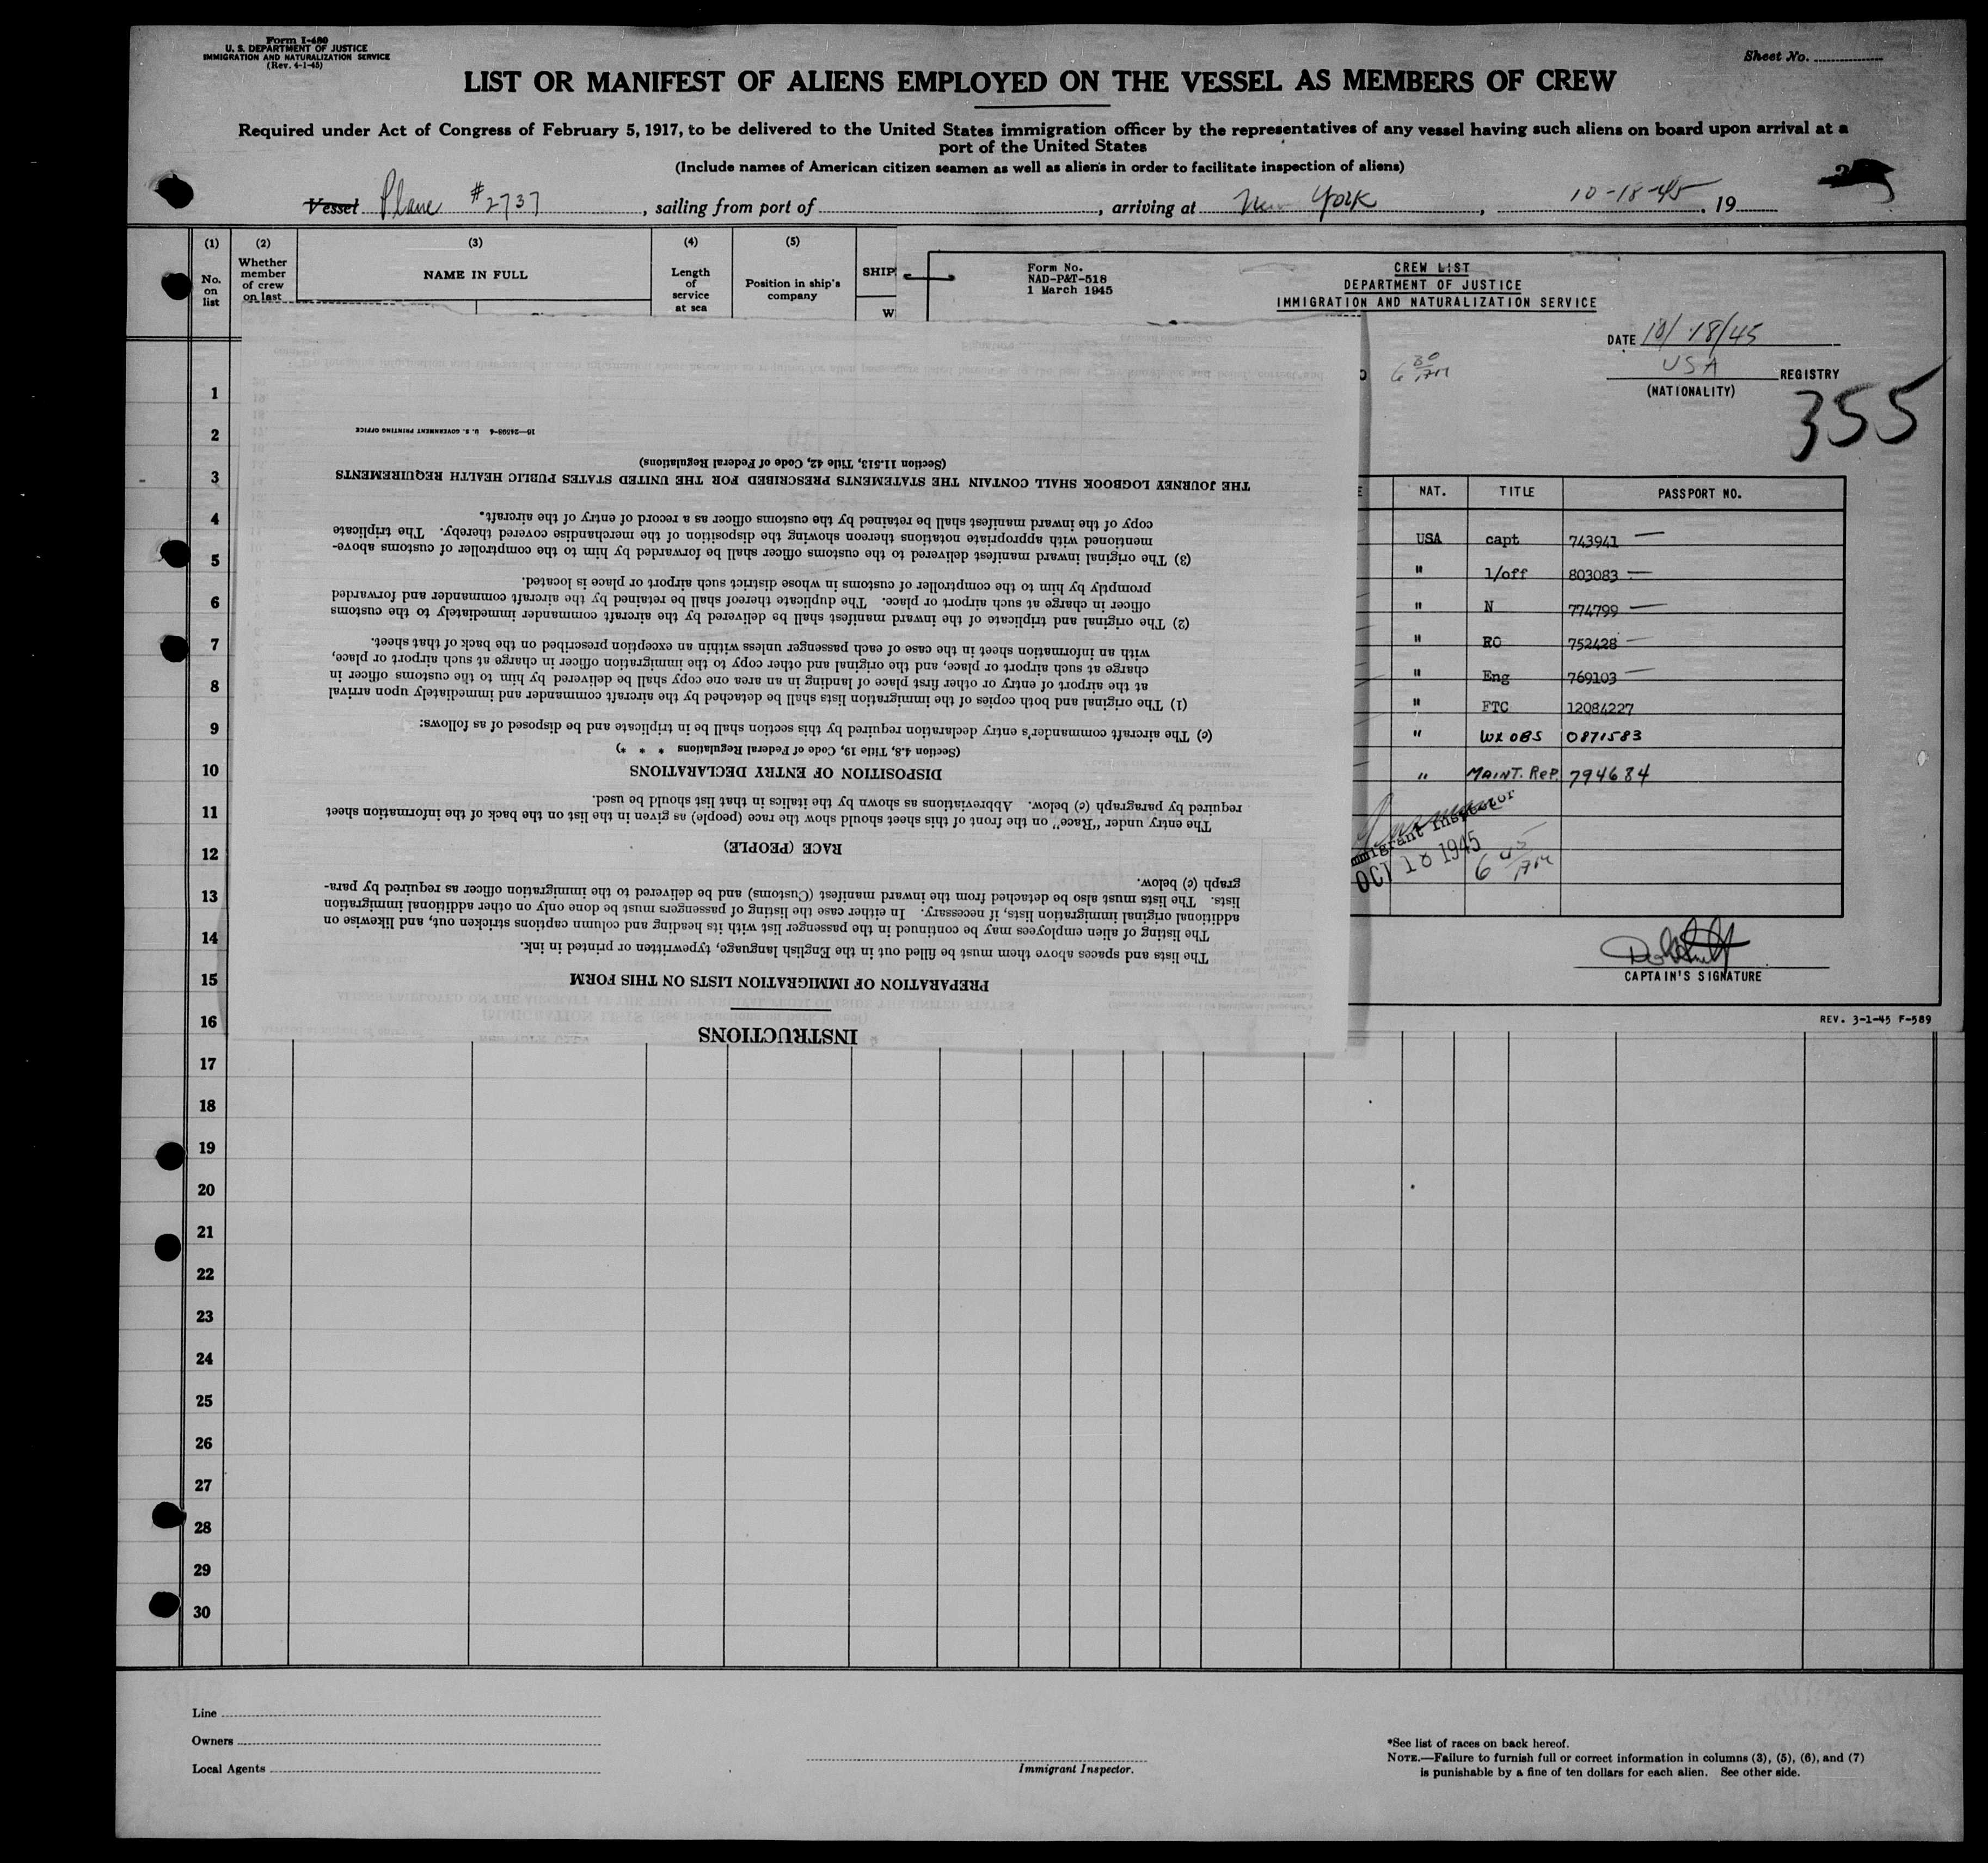 Form I-480
U. S. DEPARTMENT OF JUSTICE
IMMIGRATION AND NATURALIZATION SERVICE
(Rev. 4-1-45)
Sheet No.
LIST OR MANIFEST OF ALIENS EMPLOYED ON THE VESSEL AS MEMBERS OF CREW
Required under Act of Congress of February 5, 1917, to be delivered to the United States immigration officer by the representatives of any vessel having such aliens on board upon arrival at a
port of the United States
(Include names of American citizen seamen as well as aliens in order to facilitate inspection of aliens)
Vessel Plane #2737, sailing from port of , arriving at New York, 10-18-45, 19
(1) (2) (3) (4) (5)
No. on list
Whether member of crew on last
NAME IN FULL
Length of service at sea
Position in ship's company
SHIP
W
Form No.
NAD-P&T-518
1 March 1945
CREW LIST
DEPARTMENT OF JUSTICE
IMMIGRATION AND NATURALIZATION SERVICE
DATE 10/18/45
6 30 AM
USA REGISTRY
(NATIONALITY)
355
E NAT. TITLE PASSPORT NO.
USA capt 743941
" 1/off 803083
" N 774799
" RO 752428
" Eng 769103
" FTC 12084227
" WX OBS 0871583
" MAINT. REP. 794684
Immigrant Inspector
OCT 18 1945
6 45 AM
CAPTAIN'S SIGNATURE
REV. 3-1-45 F-589
INSTRUCTIONS
PREPARATION OF IMMIGRATION LISTS ON THIS FORM
The lists and spaces above them must be filled out in the English language, typewritten or printed in ink.
The listing of alien employees may be continued in the passenger list with its heading and column captions stricken out, and likewise on
additional original immigration lists, if necessary. In either case the listing of passengers must be done only on other additional immigration
lists. The lists must also be detached from the inward manifest (Customs) and be delivered to the immigration officer as required by para-
graph (c) below.
RACE (PEOPLE)
The entry under "Race" on the front of this sheet should show the race (people) as given in the list on the back of the information sheet
required by paragraph (c) below. Abbreviations as shown by the italics in that list should be used.
DISPOSITION OF ENTRY DECLARATIONS
(Section 4.8, Title 19, Code of Federal Regulations * * *)
(c) The aircraft commander's entry declaration required by this section shall be in triplicate and be disposed of as follows:
(1) The original and both copies of the immigration lists shall be detached by the aircraft commander and immediately upon arrival
at the airport of entry or other first place of landing in an area one copy shall be delivered by him to the customs officer in
charge at such airport or place, and the original and other copy to the immigration officer in charge at such airport or place,
with an information sheet in the case of each passenger unless within an exception prescribed on the back of that sheet.
(2) The original and triplicate of the inward manifest shall be delivered by the aircraft commander immediately to the customs
officer in charge at such airport or place. The duplicate thereof shall be retained by the aircraft commander and forwarded
promptly by him to the comptroller of customs in whose district such airport or place is located.
(3) The original inward manifest delivered to the customs officer shall be forwarded by him to the comptroller of customs above-
mentioned with appropriate notations thereon showing the disposition of the merchandise covered thereby. The triplicate
copy of the inward manifest shall be retained by the customs officer as a record of entry of the aircraft.
THE JOURNEY LOGBOOK SHALL CONTAIN THE STATEMENTS PRESCRIBED FOR THE UNITED STATES PUBLIC HEALTH REQUIREMENTS
(Section 11.513, Title 42, Code of Federal Regulations)
16—24598-4 U. S. GOVERNMENT PRINTING OFFICE
1
2
3
4
5
6
7
8
9
10
11
12
13
14
15
16
17
18
19
20
21
22
23
24
25
26
27
28
29
30
Line
Owners
Local Agents
Immigrant Inspector.
*See list of races on back hereof.
NOTE.—Failure to furnish full or correct information in columns (3), (5), (6), and (7)
is punishable by a fine of ten dollars for each alien. See other side.